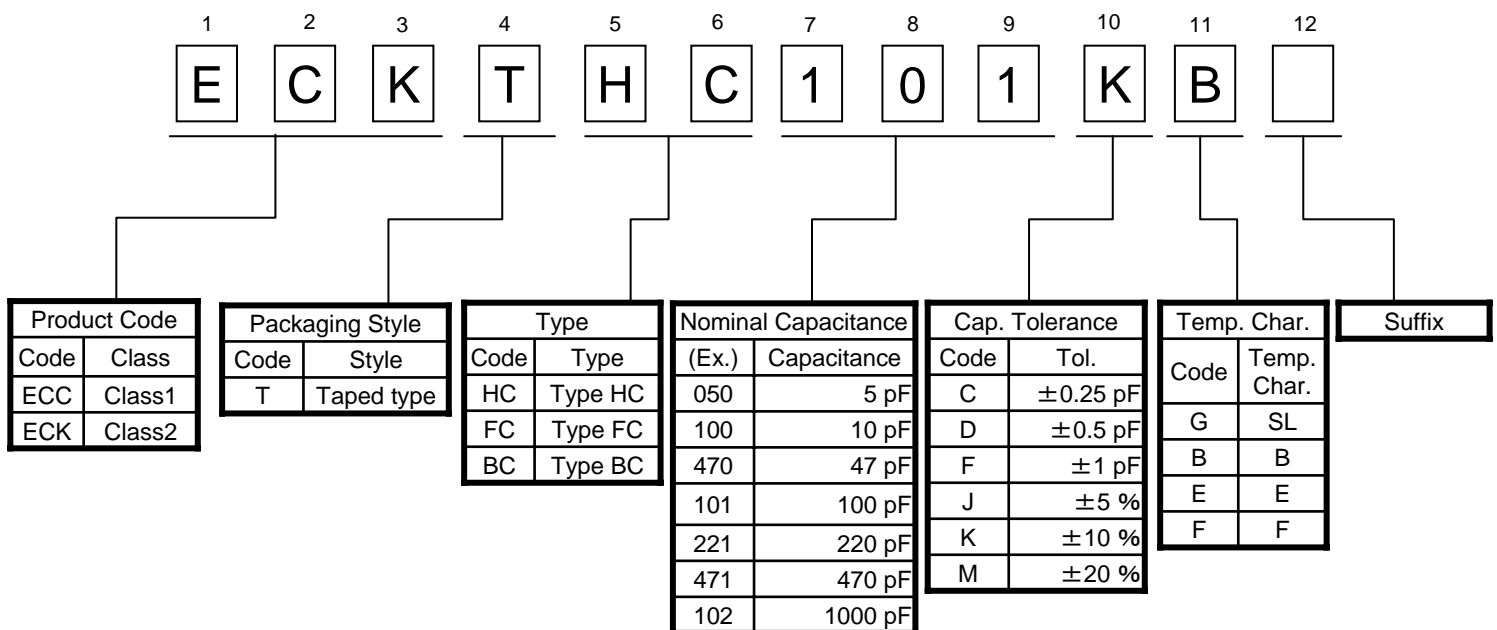 1 2 3 4 5 6 7 8 9 10 11 12
E C K T H C 1 0 1 K B
Product Code
Code Class
ECC Class1
ECK Class2
Packaging Style
Code Style
T Taped type
Type
Code Type
HC Type HC
FC Type FC
BC Type BC
Nominal Capacitance
(Ex.) Capacitance
050 5 pF
100 10 pF
470 47 pF
101 100 pF
221 220 pF
471 470 pF
102 1000 pF
Cap. Tolerance
Code Tol.
C ±0.25 pF
D ±0.5 pF
F ±1 pF
J ±5 %
K ±10 %
M ±20 %
Temp. Char.
Code Temp.
Char.
G SL
B B
E E
F F
Suffix